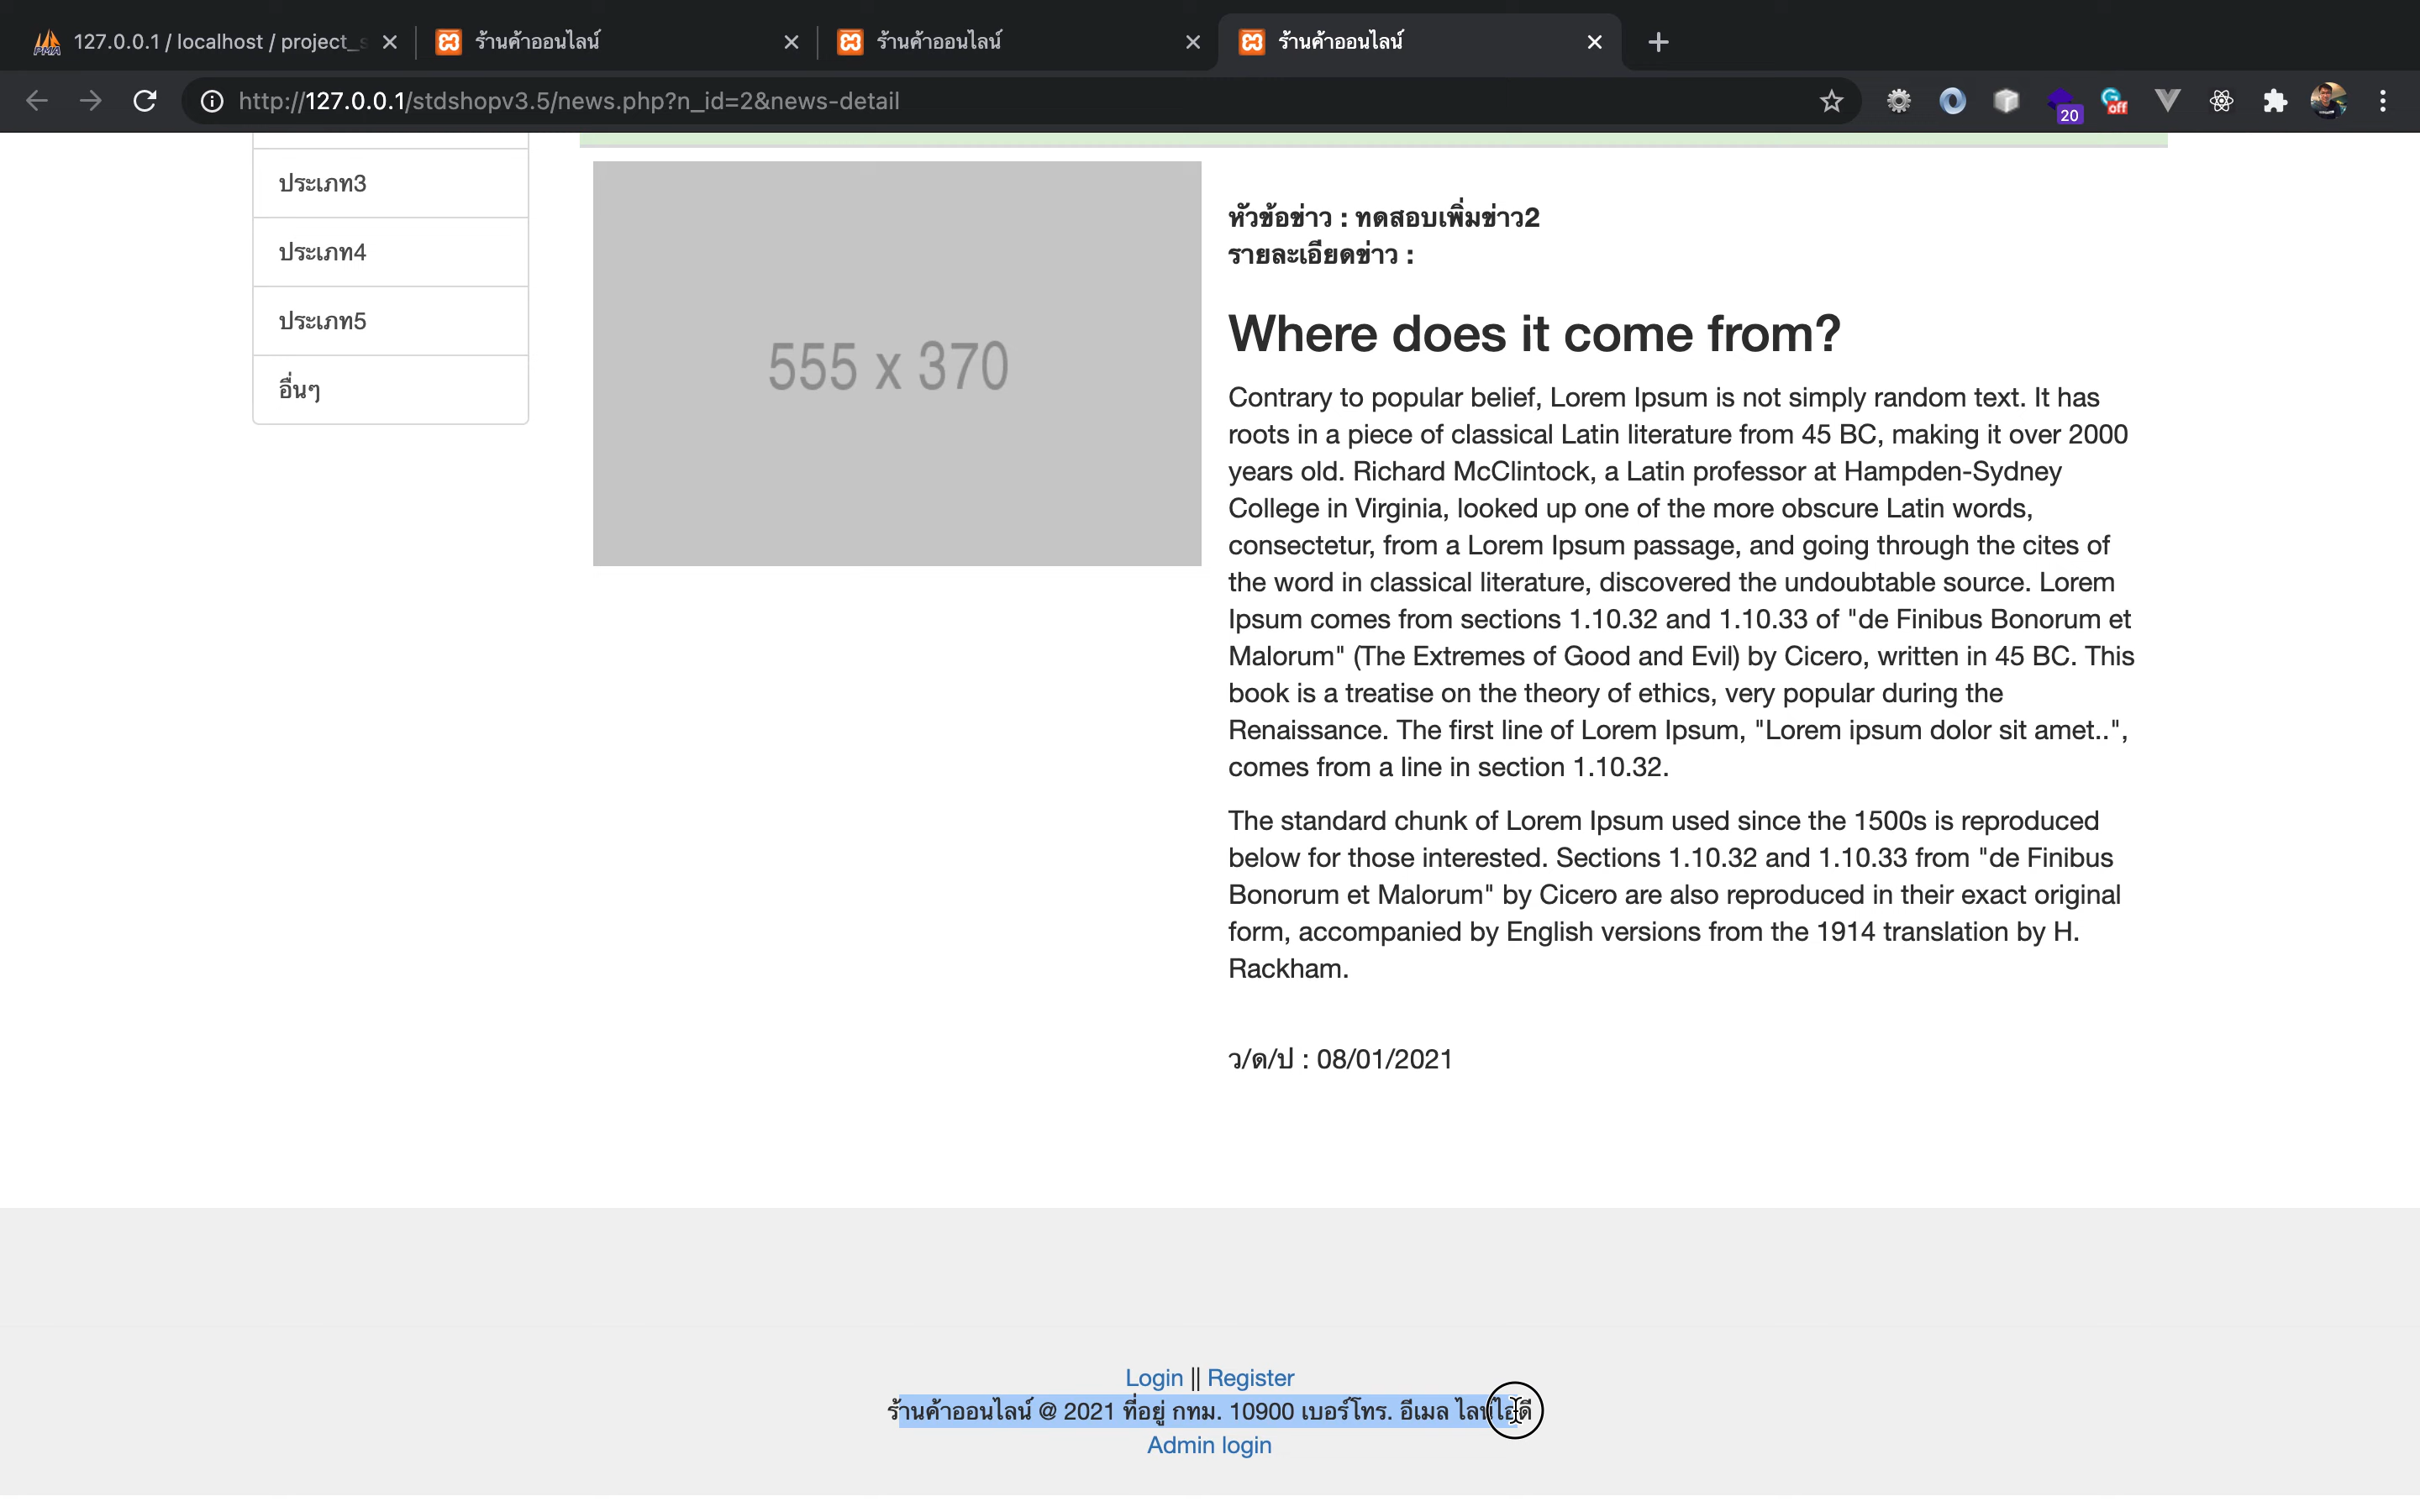 127.0.0.1 / localhost / project_s
ร้านค้าออนไลน์
ร้านค้าออนไลน์
ร้านค้าออนไลน์
http://127.0.0.1/stdshopv3.5/news.php?n_id=2&news-detail
20
off
ประเภท3
ประเภท4
ประเภท5
อื่นๆ
555 x 370
หัวข้อข่าว : ทดสอบเพิ่มข่าว2
รายละเอียดข่าว :
Where does it come from?
Contrary to popular belief, Lorem Ipsum is not simply random text. It has
roots in a piece of classical Latin literature from 45 BC, making it over 2000
years old. Richard McClintock, a Latin professor at Hampden-Sydney
College in Virginia, looked up one of the more obscure Latin words,
consectetur, from a Lorem Ipsum passage, and going through the cites of
the word in classical literature, discovered the undoubtable source. Lorem
Ipsum comes from sections 1.10.32 and 1.10.33 of "de Finibus Bonorum et
Malorum" (The Extremes of Good and Evil) by Cicero, written in 45 BC. This
book is a treatise on the theory of ethics, very popular during the
Renaissance. The first line of Lorem Ipsum, "Lorem ipsum dolor sit amet..",
comes from a line in section 1.10.32.
The standard chunk of Lorem Ipsum used since the 1500s is reproduced
below for those interested. Sections 1.10.32 and 1.10.33 from "de Finibus
Bonorum et Malorum" by Cicero are also reproduced in their exact original
form, accompanied by English versions from the 1914 translation by H.
Rackham.
ว/ด/ป : 08/01/2021
Login || Register
ร้านค้าออนไลน์ @ 2021 ที่อยู่ กทม. 10900 เบอร์โทร. อีเมล ไลน์ไอดี
Admin login